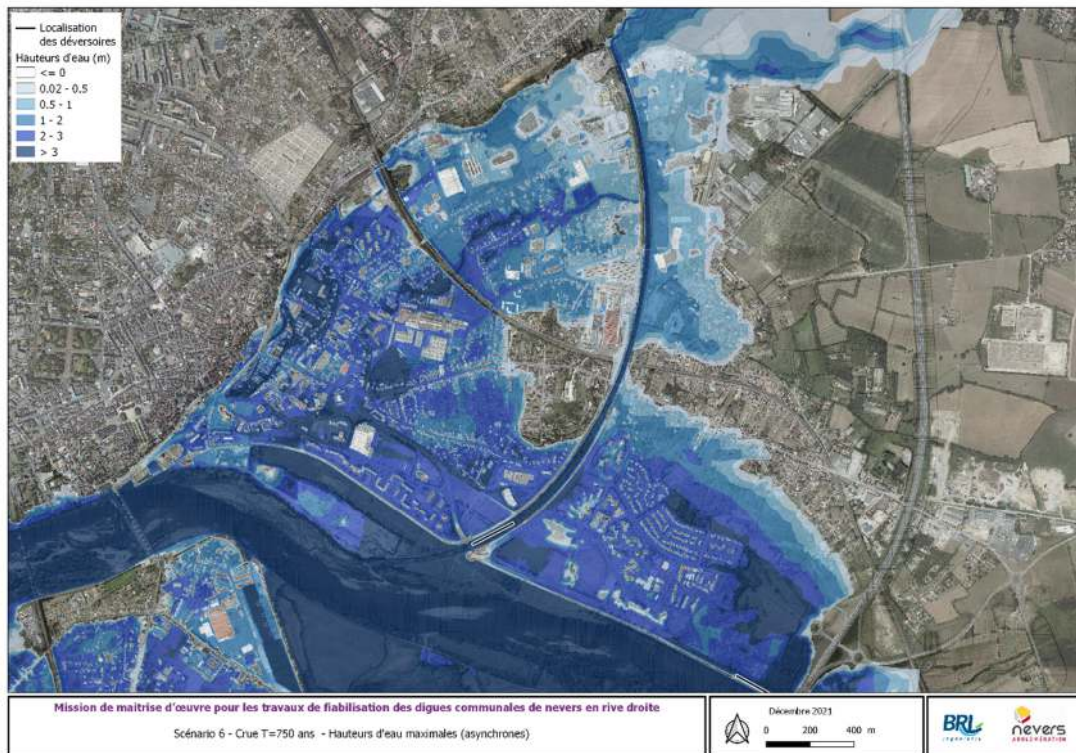 Localisation
des déversoires
Hauteurs d'eau (m)
<= 0
0.02 - 0.5
0.5 - 1
1 - 2
2 - 3
> 3
Mission de maitrise d'œuvre pour les travaux de fiabilisation des digues communales de nevers en rive droite
Scénario 6 - Crue T=750 ans - Hauteurs d'eau maximales (asynchrones)
Décembre 2021
0 200 400 m
BRL
ingénierie
nevers
AGGLOMÉRATION